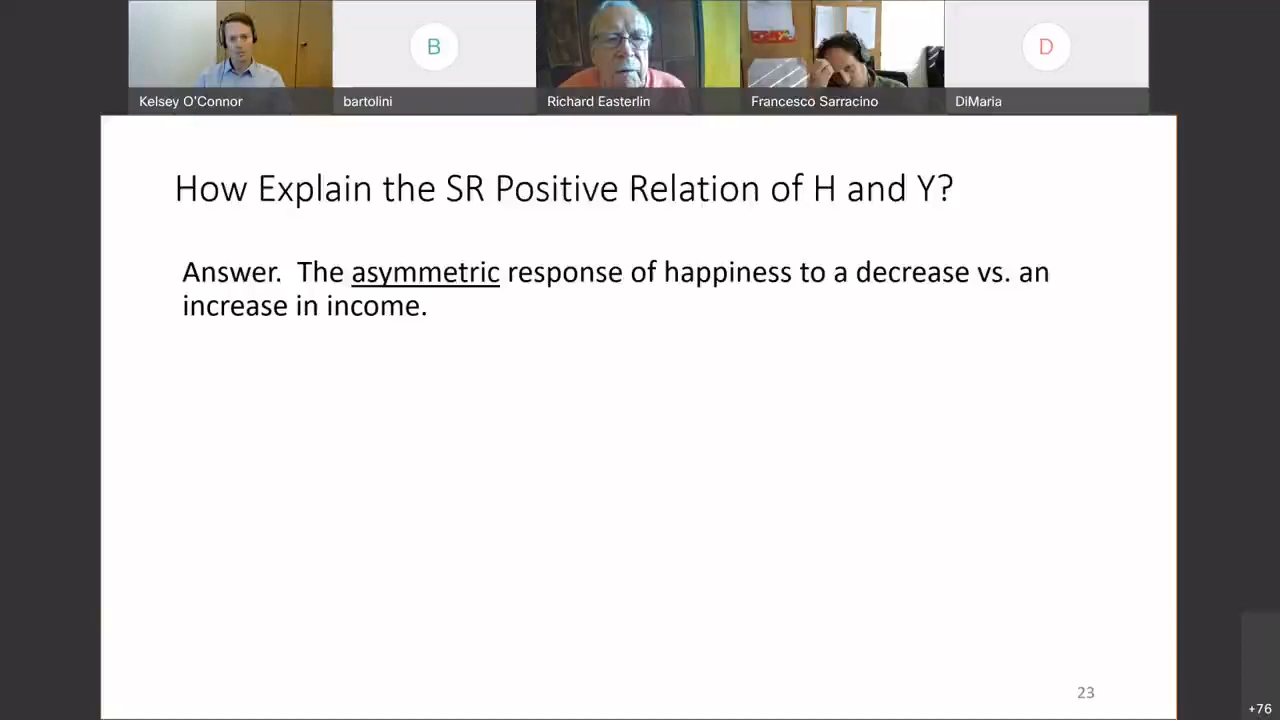 B
D
Kelsey O'Connor
bartolini
Richard Easterlin
Francesco Sarracino
DiMaria
How Explain the SR Positive Relation of H and Y?
Answer.  The asymmetric response of happiness to a decrease vs. an
increase in income.
23
+76